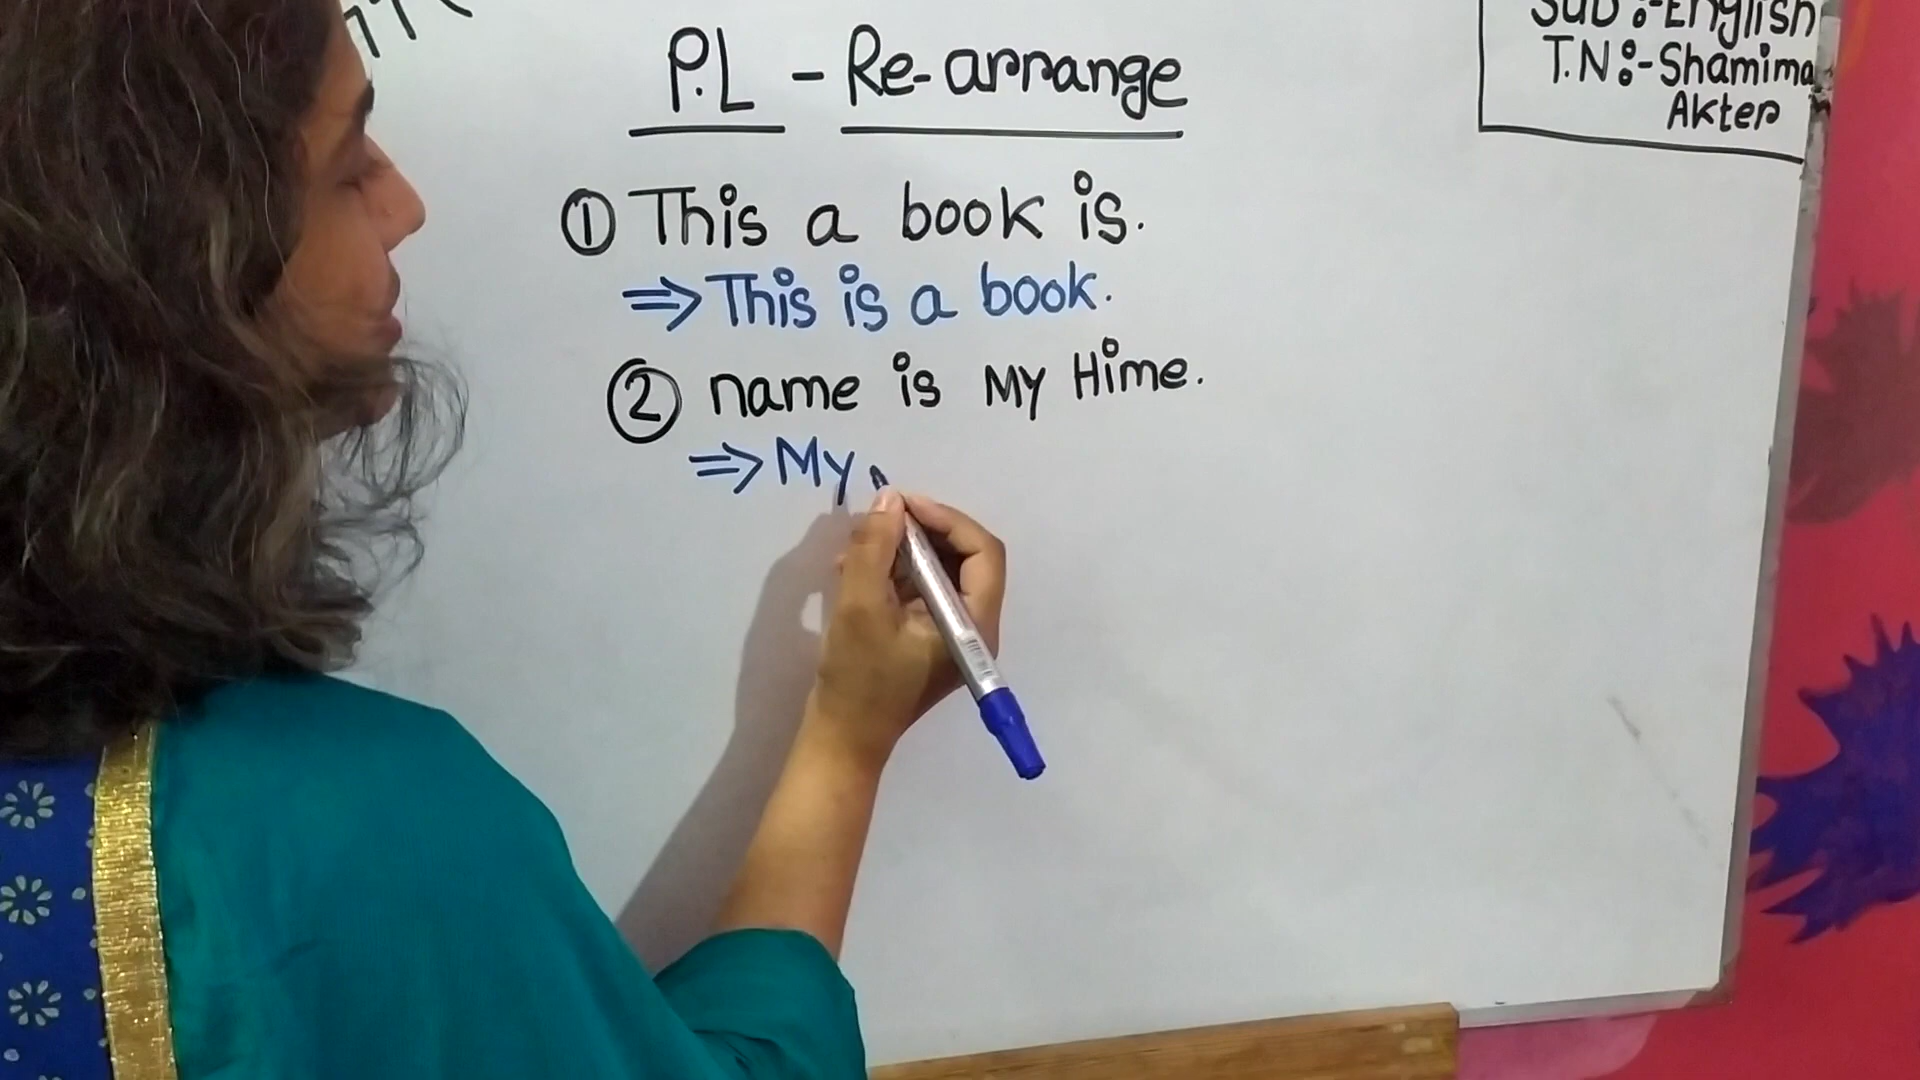 P.L - Re-arrange
Sub :- English
T.N :- Shamima
Akter
① This a book is.
⇒ This is a book.
② name is My Hime.
⇒ My